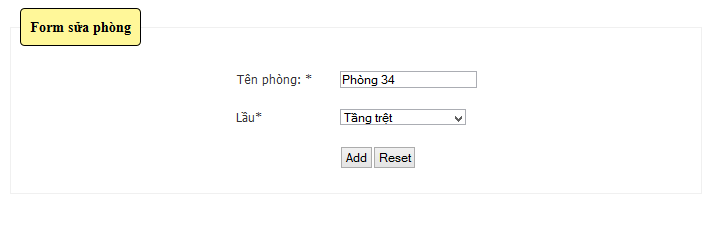 Form sửa phòng
Tên phòng: * Phòng 34
Lầu* Tầng trệt
Add Reset